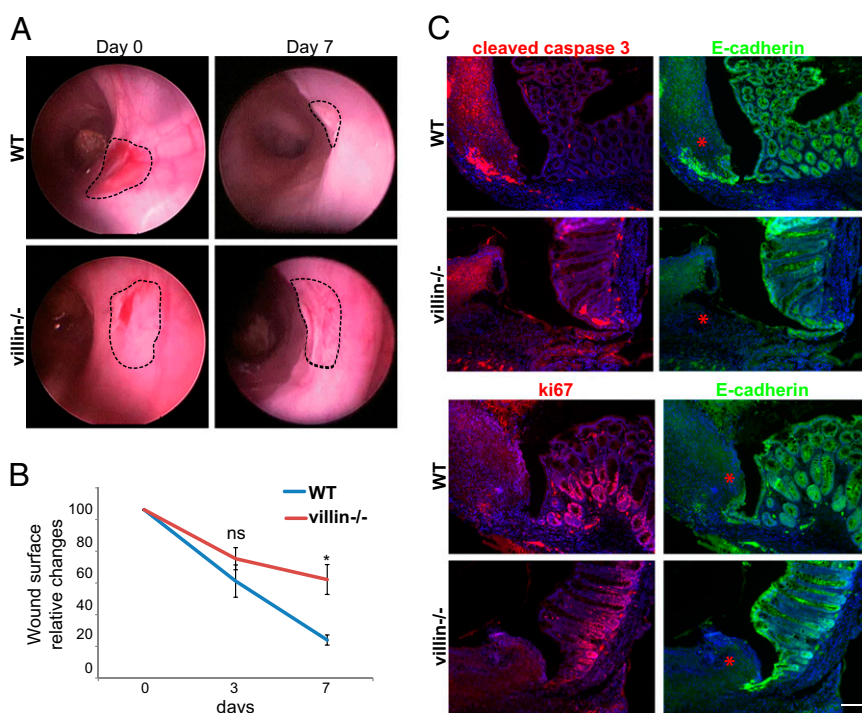 A
Day 0
Day 7
WT
villin-/-
B
WT
villin-/-
100
80
60
40
20
0
ns
*
Wound surface
relative changes
0
3
7
days
C
cleaved caspase 3
E-cadherin
WT
*
villin-/-
*
ki67
E-cadherin
WT
*
villin-/-
*